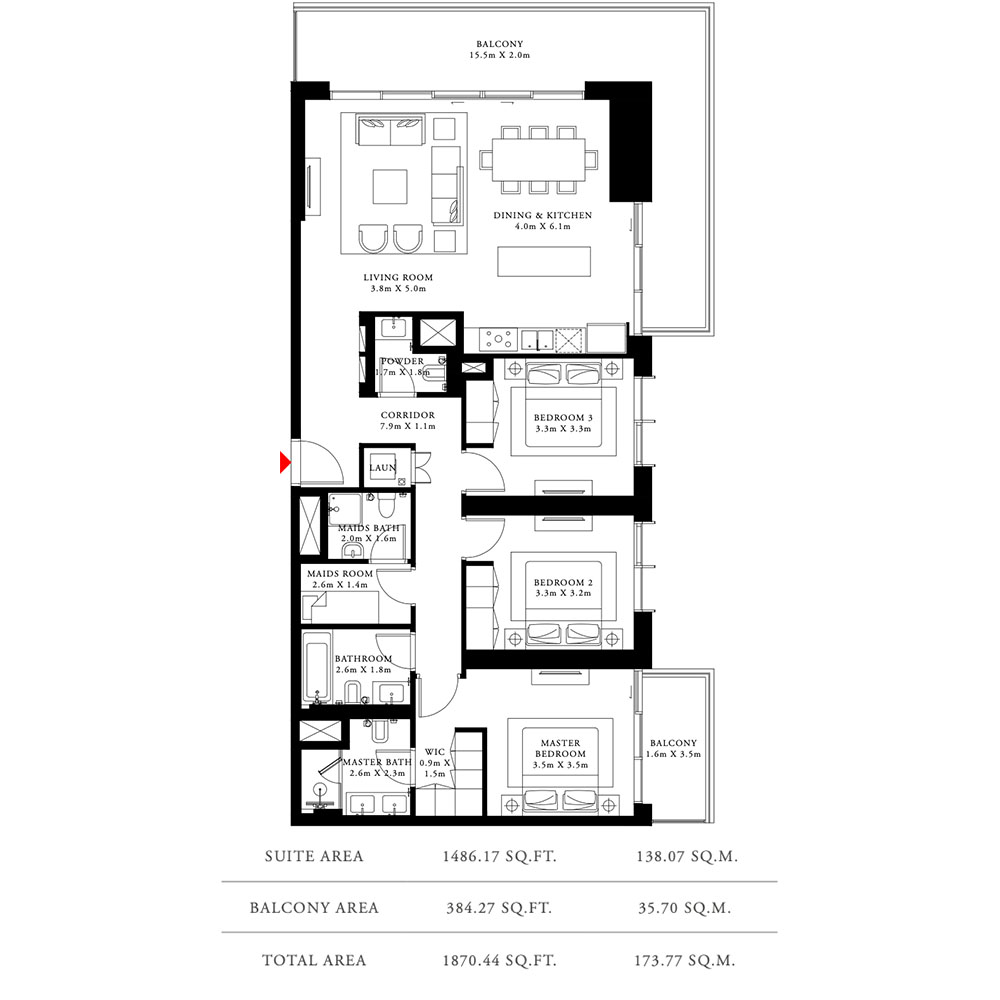 BALCONY
15.5m X 2.0m
DINING & KITCHEN
4.0m X 6.1m
LIVING ROOM
3.8m X 5.0m
POWDER
1.7m X 1.8m
CORRIDOR
7.9m X 1.1m
BEDROOM 3
3.3m X 3.3m
LAUN
MAIDS BATH
2.0m X 1.6m
MAIDS ROOM
2.6m X 1.4m
BEDROOM 2
3.3m X 3.2m
BATHROOM
2.6m X 1.8m
WIC
0.9m X
1.5m
MASTER BATH
2.6m X 2.3m
MASTER
BEDROOM
3.5m X 3.5m
BALCONY
1.6m X 3.5m
SUITE AREA 1486.17 SQ.FT. 138.07 SQ.M.
BALCONY AREA 384.27 SQ.FT. 35.70 SQ.M.
TOTAL AREA 1870.44 SQ.FT. 173.77 SQ.M.